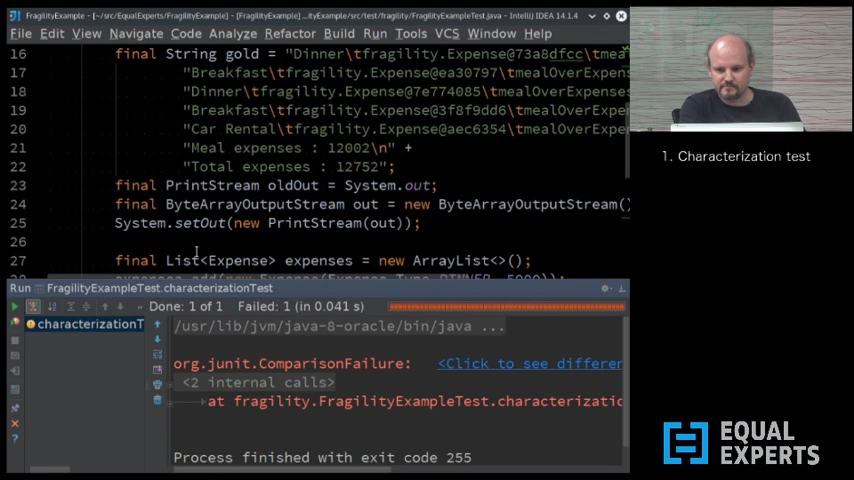 FragilityExample - [~/src/EqualExperts/FragilityExample] - [FragilityExample] - [...ityExample/src/test/fragility/FragilityExampleTest.java - IntelliJ IDEA 14.1.4
File Edit View Navigate Code Analyze Refactor Build Run Tools VCS Window Help
16 final String gold = "Dinner\tfragility.Expense@73a8dfcc\tmeal
17 "Breakfast\tfragility.Expense@ea30797\tmealOverExpen
18 "Dinner\tfragility.Expense@7e774085\tmealOverExpense
19 "Breakfast\tfragility.Expense@3f8f9dd6\tmealOverExpe
20 "Car Rental\tfragility.Expense@aec6354\tmealOverExpe
21 "Meal expenses : 12002\n" +
22 "Total expenses : 12752";
23 final PrintStream oldOut = System.out;
24 final ByteArrayOutputStream out = new ByteArrayOutputStream()
25 System.setOut(new PrintStream(out));
26
27 final List<Expense> expenses = new ArrayList<>();
Run FragilityExampleTest.characterizationTest
Done: 1 of 1 Failed: 1 (in 0.041 s)
characterizationT
/usr/lib/jvm/java-8-oracle/bin/java ...
org.junit.ComparisonFailure: <Click to see differen
<2 internal calls>
at fragility.FragilityExampleTest.characterizatio
Process finished with exit code 255
1. Characterization test
EQUAL
EXPERTS